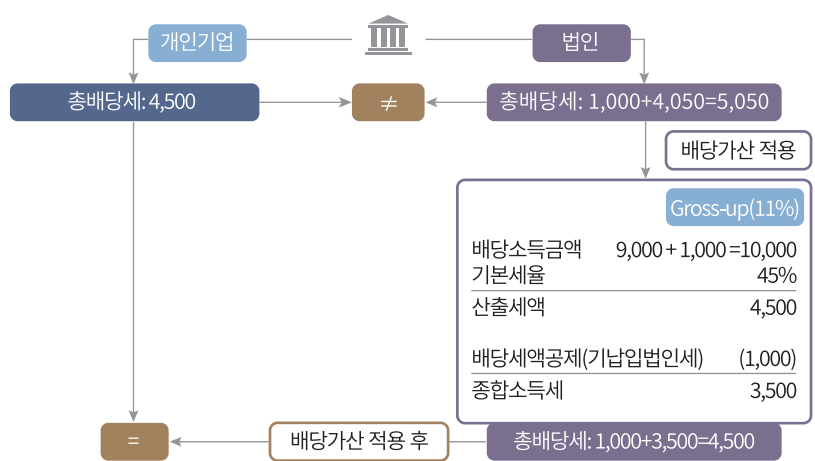 개인기업
법인
총배당세: 4,500
≠
총배당세: 1,000+4,050=5,050
배당가산 적용
Gross-up(11%)
배당소득금액 9,000 + 1,000 =10,000
기본세율 45%
산출세액 4,500
배당세액공제(기납입법인세) (1,000)
종합소득세 3,500
=
배당가산 적용 후
총배당세: 1,000+3,500=4,500